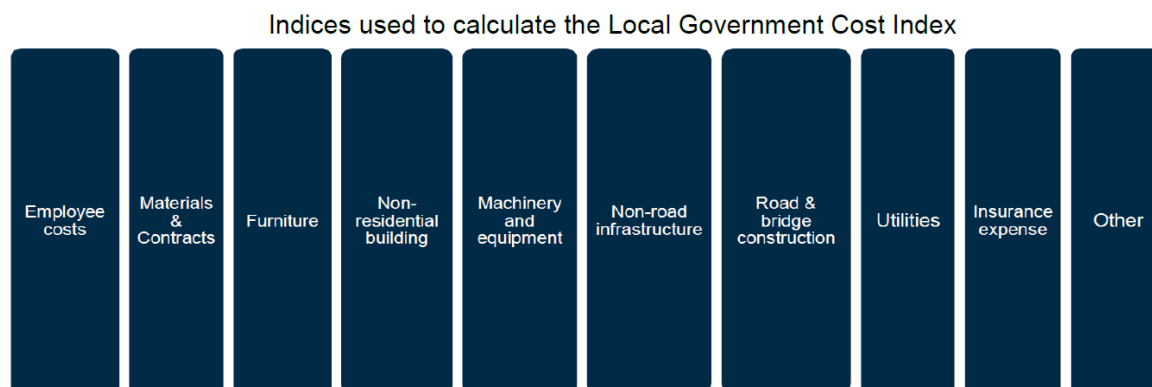 Indices used to calculate the Local Government Cost Index
Employee
costs
Materials
&
Contracts
Furniture
Non-
residential
building
Machinery
and
equipment
Non-road
infrastructure
Road &
bridge
construction
Utilities
Insurance
expense
Other